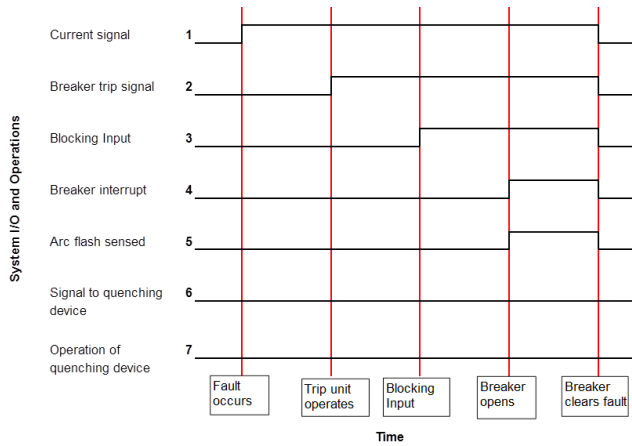 System I/O and Operations
Current signal 1
Breaker trip signal 2
Blocking Input 3
Breaker interrupt 4
Arc flash sensed 5
Signal to quenching 6
device
Operation of 7
quenching device
Fault
occurs
Trip unit
operates
Blocking
Input
Breaker
opens
Breaker
clears fault
Time